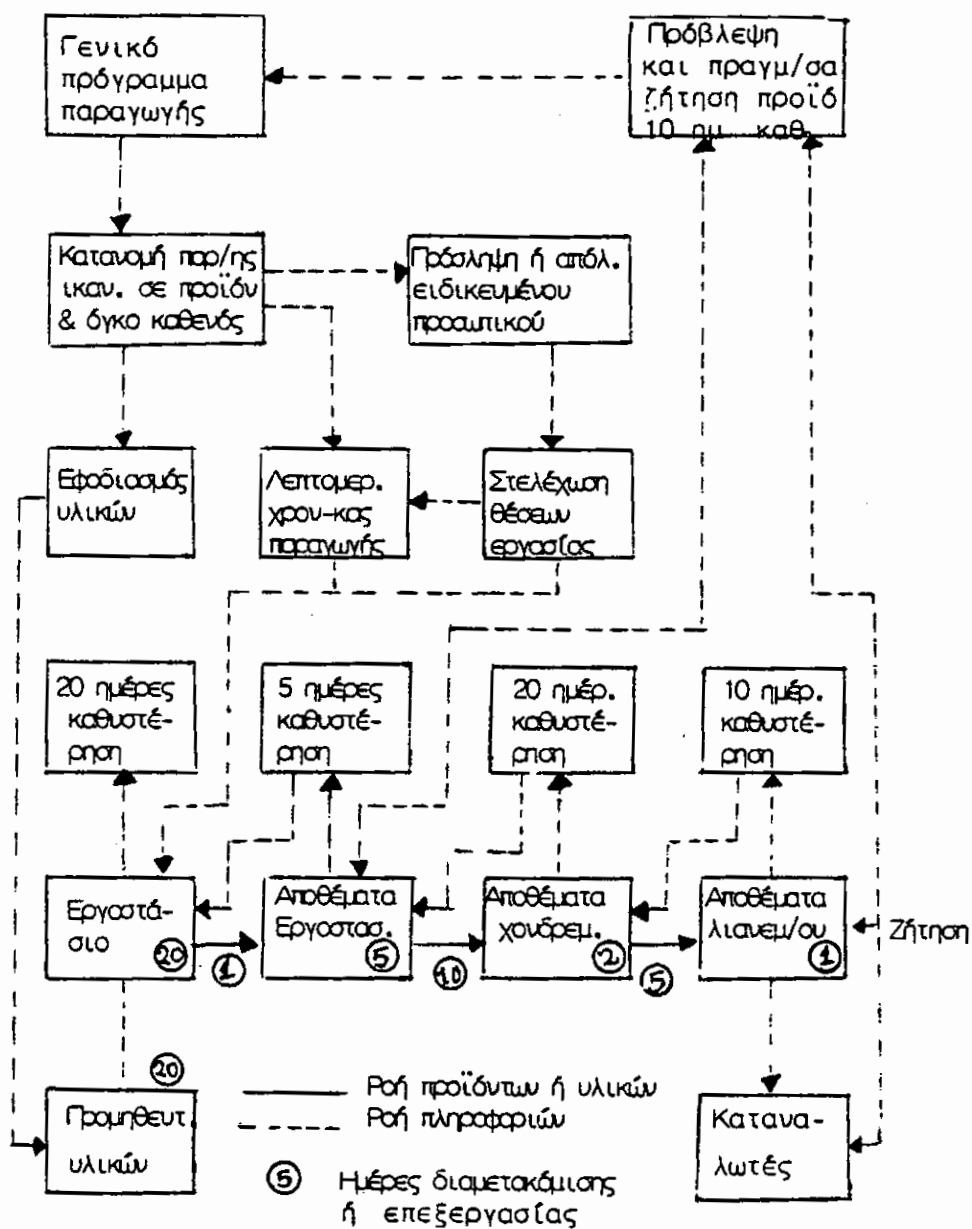 Γενικό
πρόγραμμα
παραγωγής
Πρόβλεψη
και πραγμ/σα
ζήτηση προϊδ
10 ημ. καθ.
Κατανομή παρ/ης
ικαν. σε προϊόν
& όγκο καθενός
Πρόσληψη ή απόλ.
ειδικευμένου
προσωπικού
Εφοδιασμός
υλικών
Λεπτομερ.
χρον-κας
παραγωγής
Στελέχωση
θέσεων
εργασίας
20 ημέρες
καθυστέ-
ρηση
5 ημέρες
καθυστέ-
ρηση
20 ημέρ.
καθυστέ-
ρηση
10 ημέρ.
καθυστέ-
ρηση
Εργοστά-
σιο
20
1
Αποθέματα
Εργοστασ.
5
10
Αποθέματα
χονδρεμ.
2
5
Αποθέματα
λιανεμ/ου
1
Ζήτηση
20
Προμηθευτ.
υλικών
Ροή προϊόντων ή υλικών
Ροή πληροφοριών
5 Ημέρες διαμετακόμισης
ή επεξεργασίας
Κατανα-
λωτές